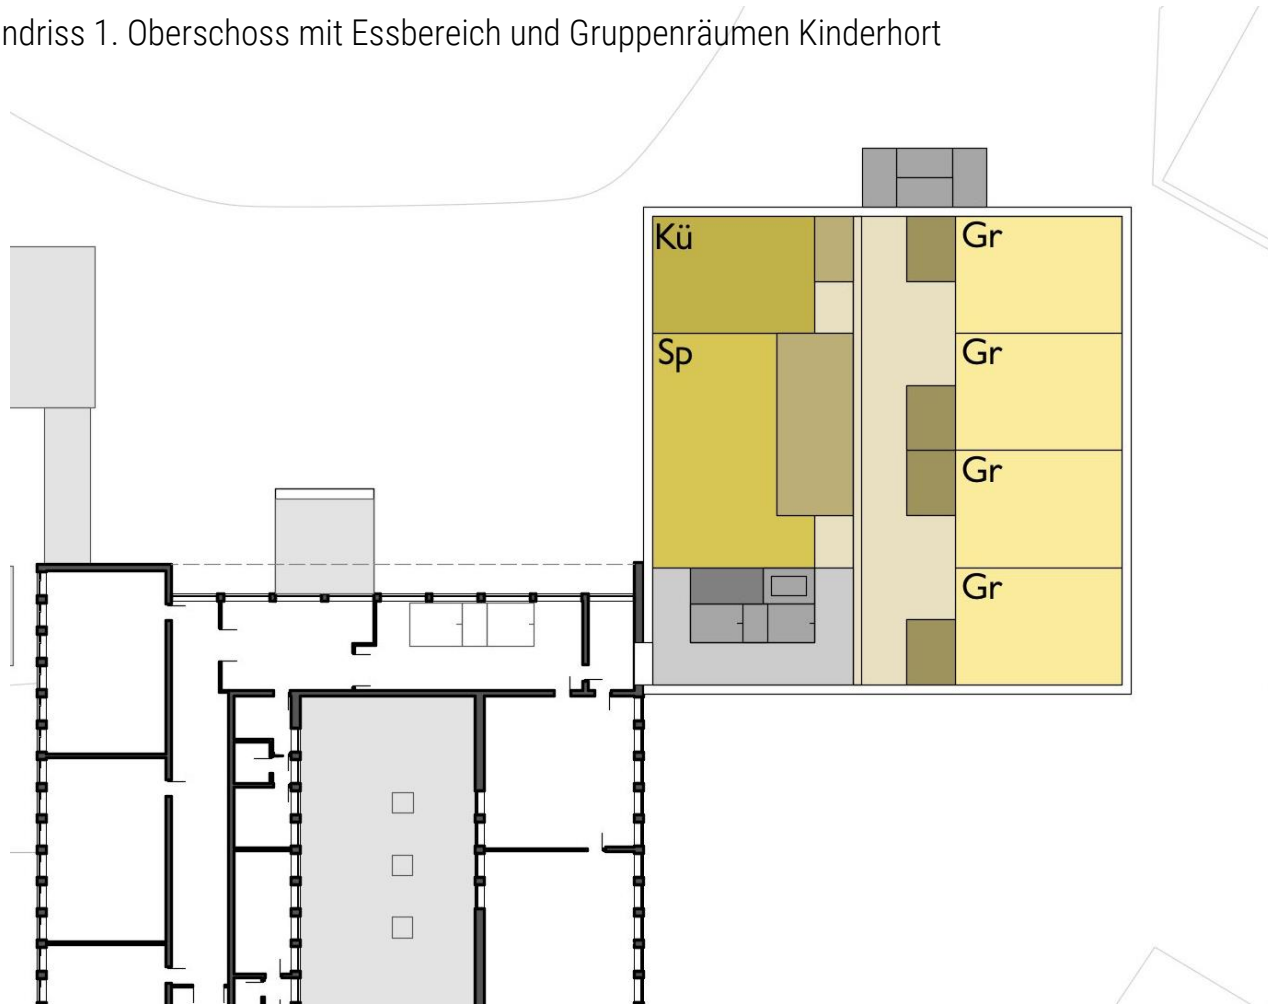 ndriss 1. Oberschoss mit Essbereich und Gruppenräumen Kinderhort
Kü
Gr
Sp
Gr
Gr
Gr